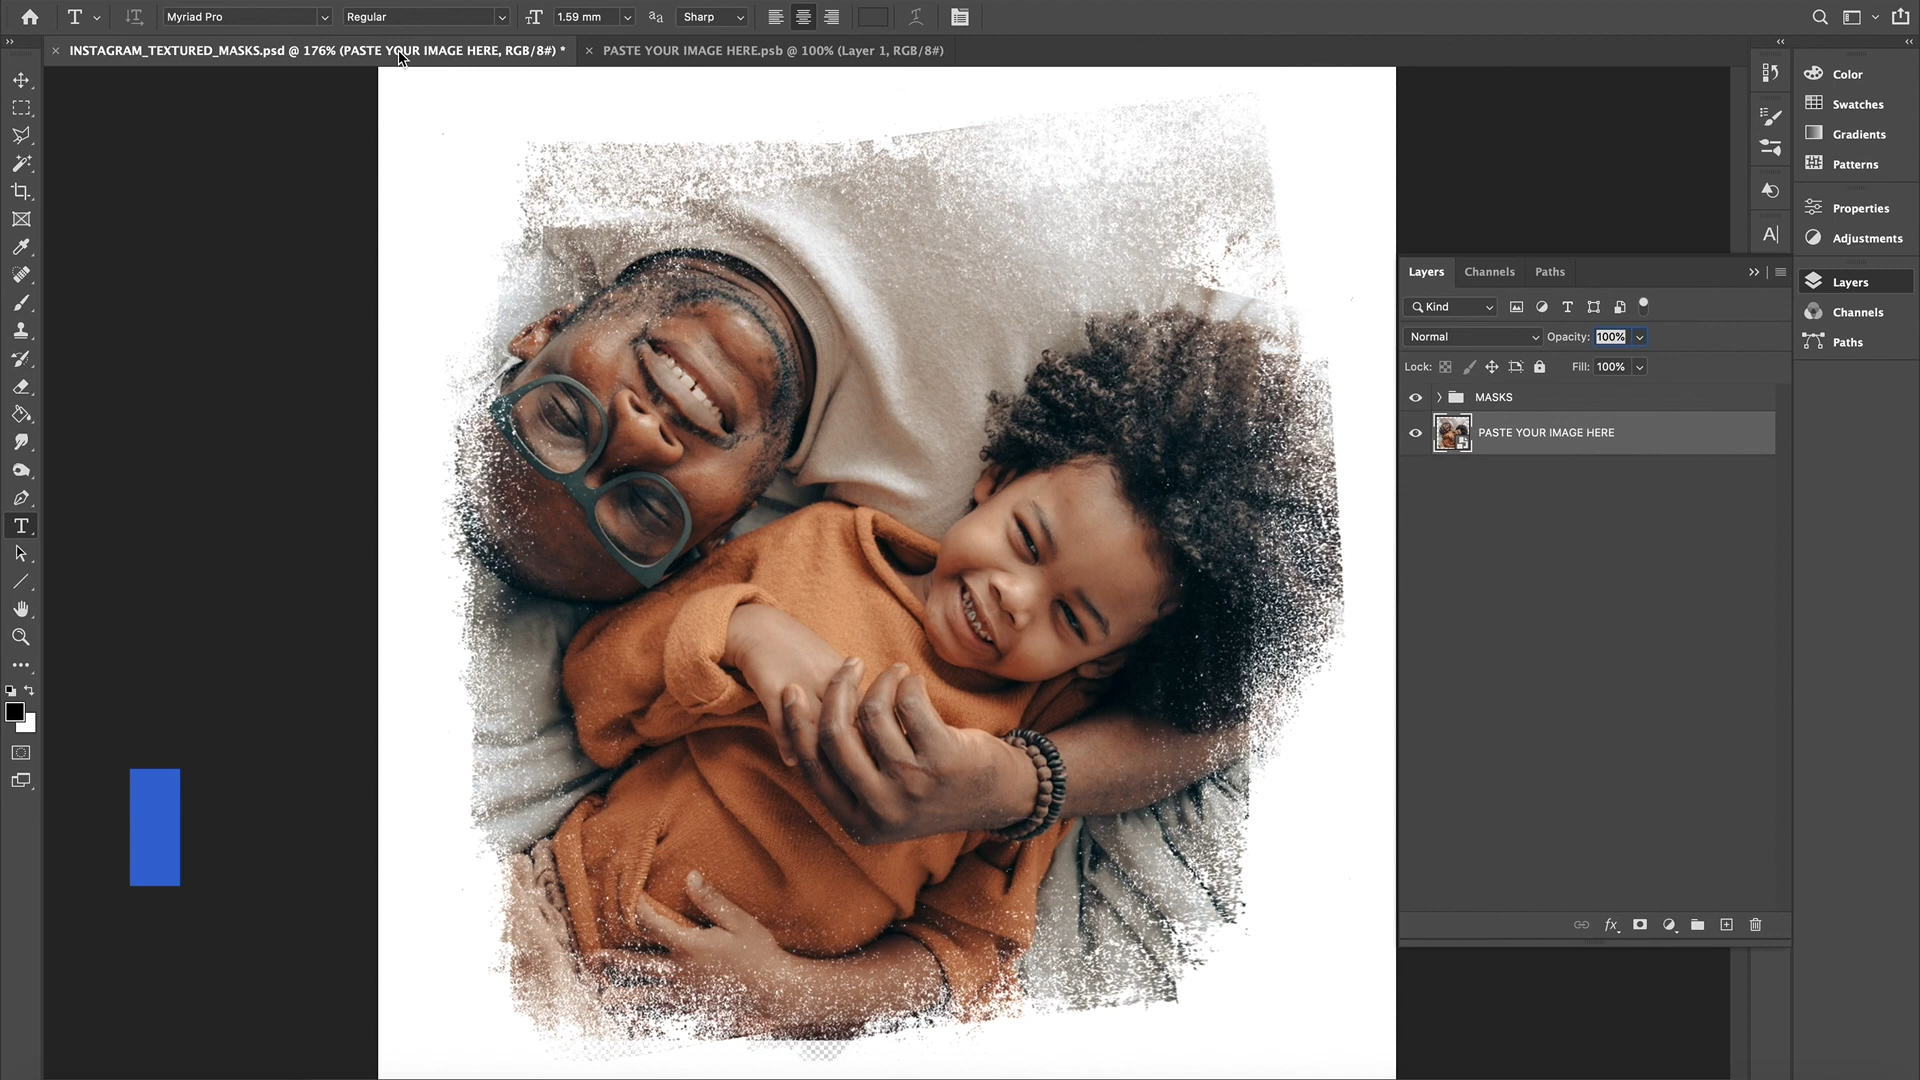 Myriad Pro Regular 1.59 mm Sharp
INSTAGRAM_TEXTURED_MASKS.psd @ 176% (PASTE YOUR IMAGE HERE, RGB/8#) *
PASTE YOUR IMAGE HERE.psb @ 100% (Layer 1, RGB/8#)
Color
Swatches
Gradients
Patterns
Properties
Adjustments
Layers
Channels
Paths
Layers Channels Paths
Kind
Normal Opacity: 100%
Lock: Fill: 100%
MASKS
PASTE YOUR IMAGE HERE
fx